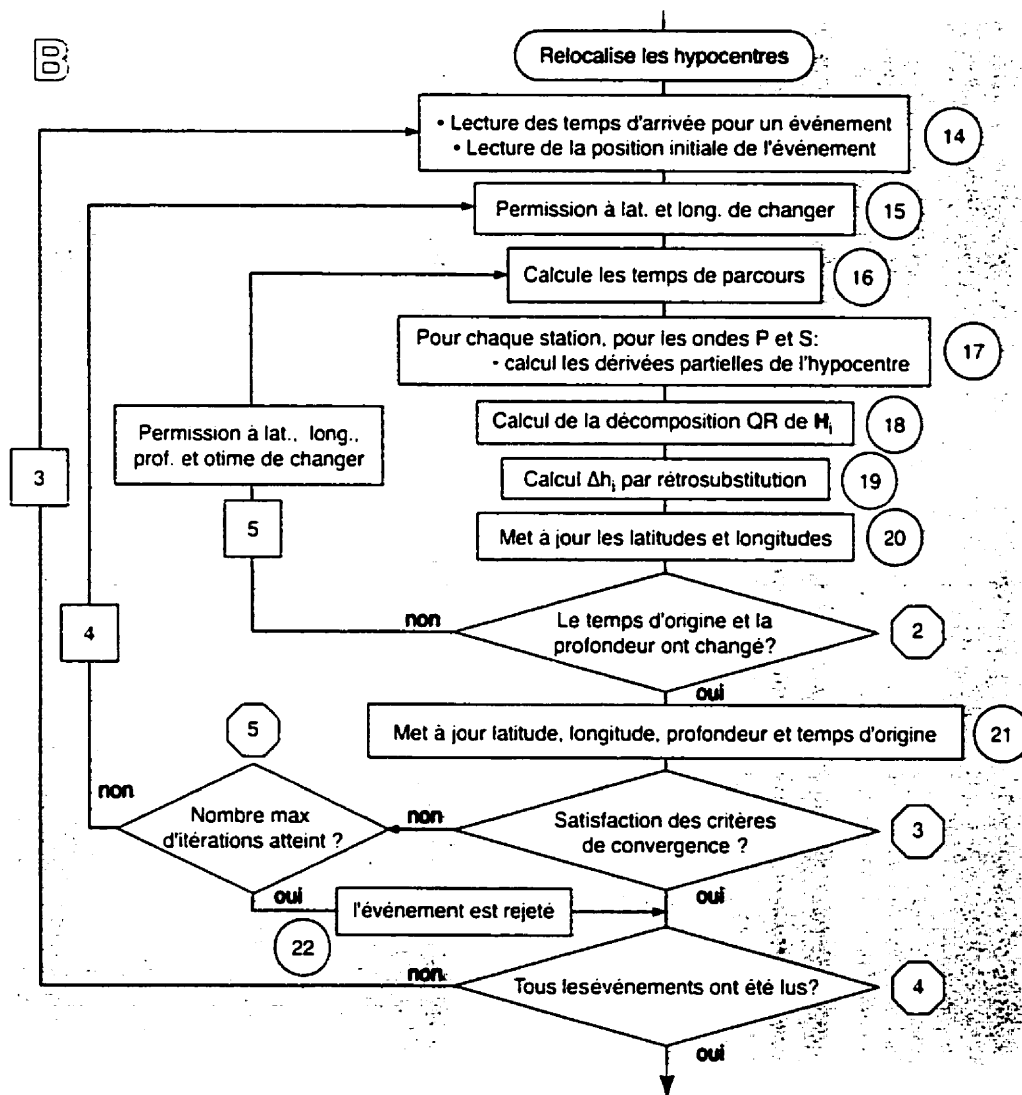 B
Relocalise les hypocentres
• Lecture des temps d'arrivée pour un événement
• Lecture de la position initiale de l'événement
14
Permission à lat. et long. de changer
15
Calcule les temps de parcours
16
Pour chaque station, pour les ondes P et S:
- calcul les dérivées partielles de l'hypocentre
17
Permission à lat., long.,
prof. et otime de changer
Calcul de la décomposition QR de Hi
18
3
Calcul Δhi par rétrosubstitution
19
5
Met à jour les latitudes et longitudes
20
4
non
Le temps d'origine et la
profondeur ont changé?
2
oui
5
Met à jour latitude, longitude, profondeur et temps d'origine
21
non
Nombre max
d'itérations atteint ?
non
Satisfaction des critères
de convergence ?
3
oui
l'événement est rejeté
oui
22
non
Tous lesévénements ont été lus?
4
oui